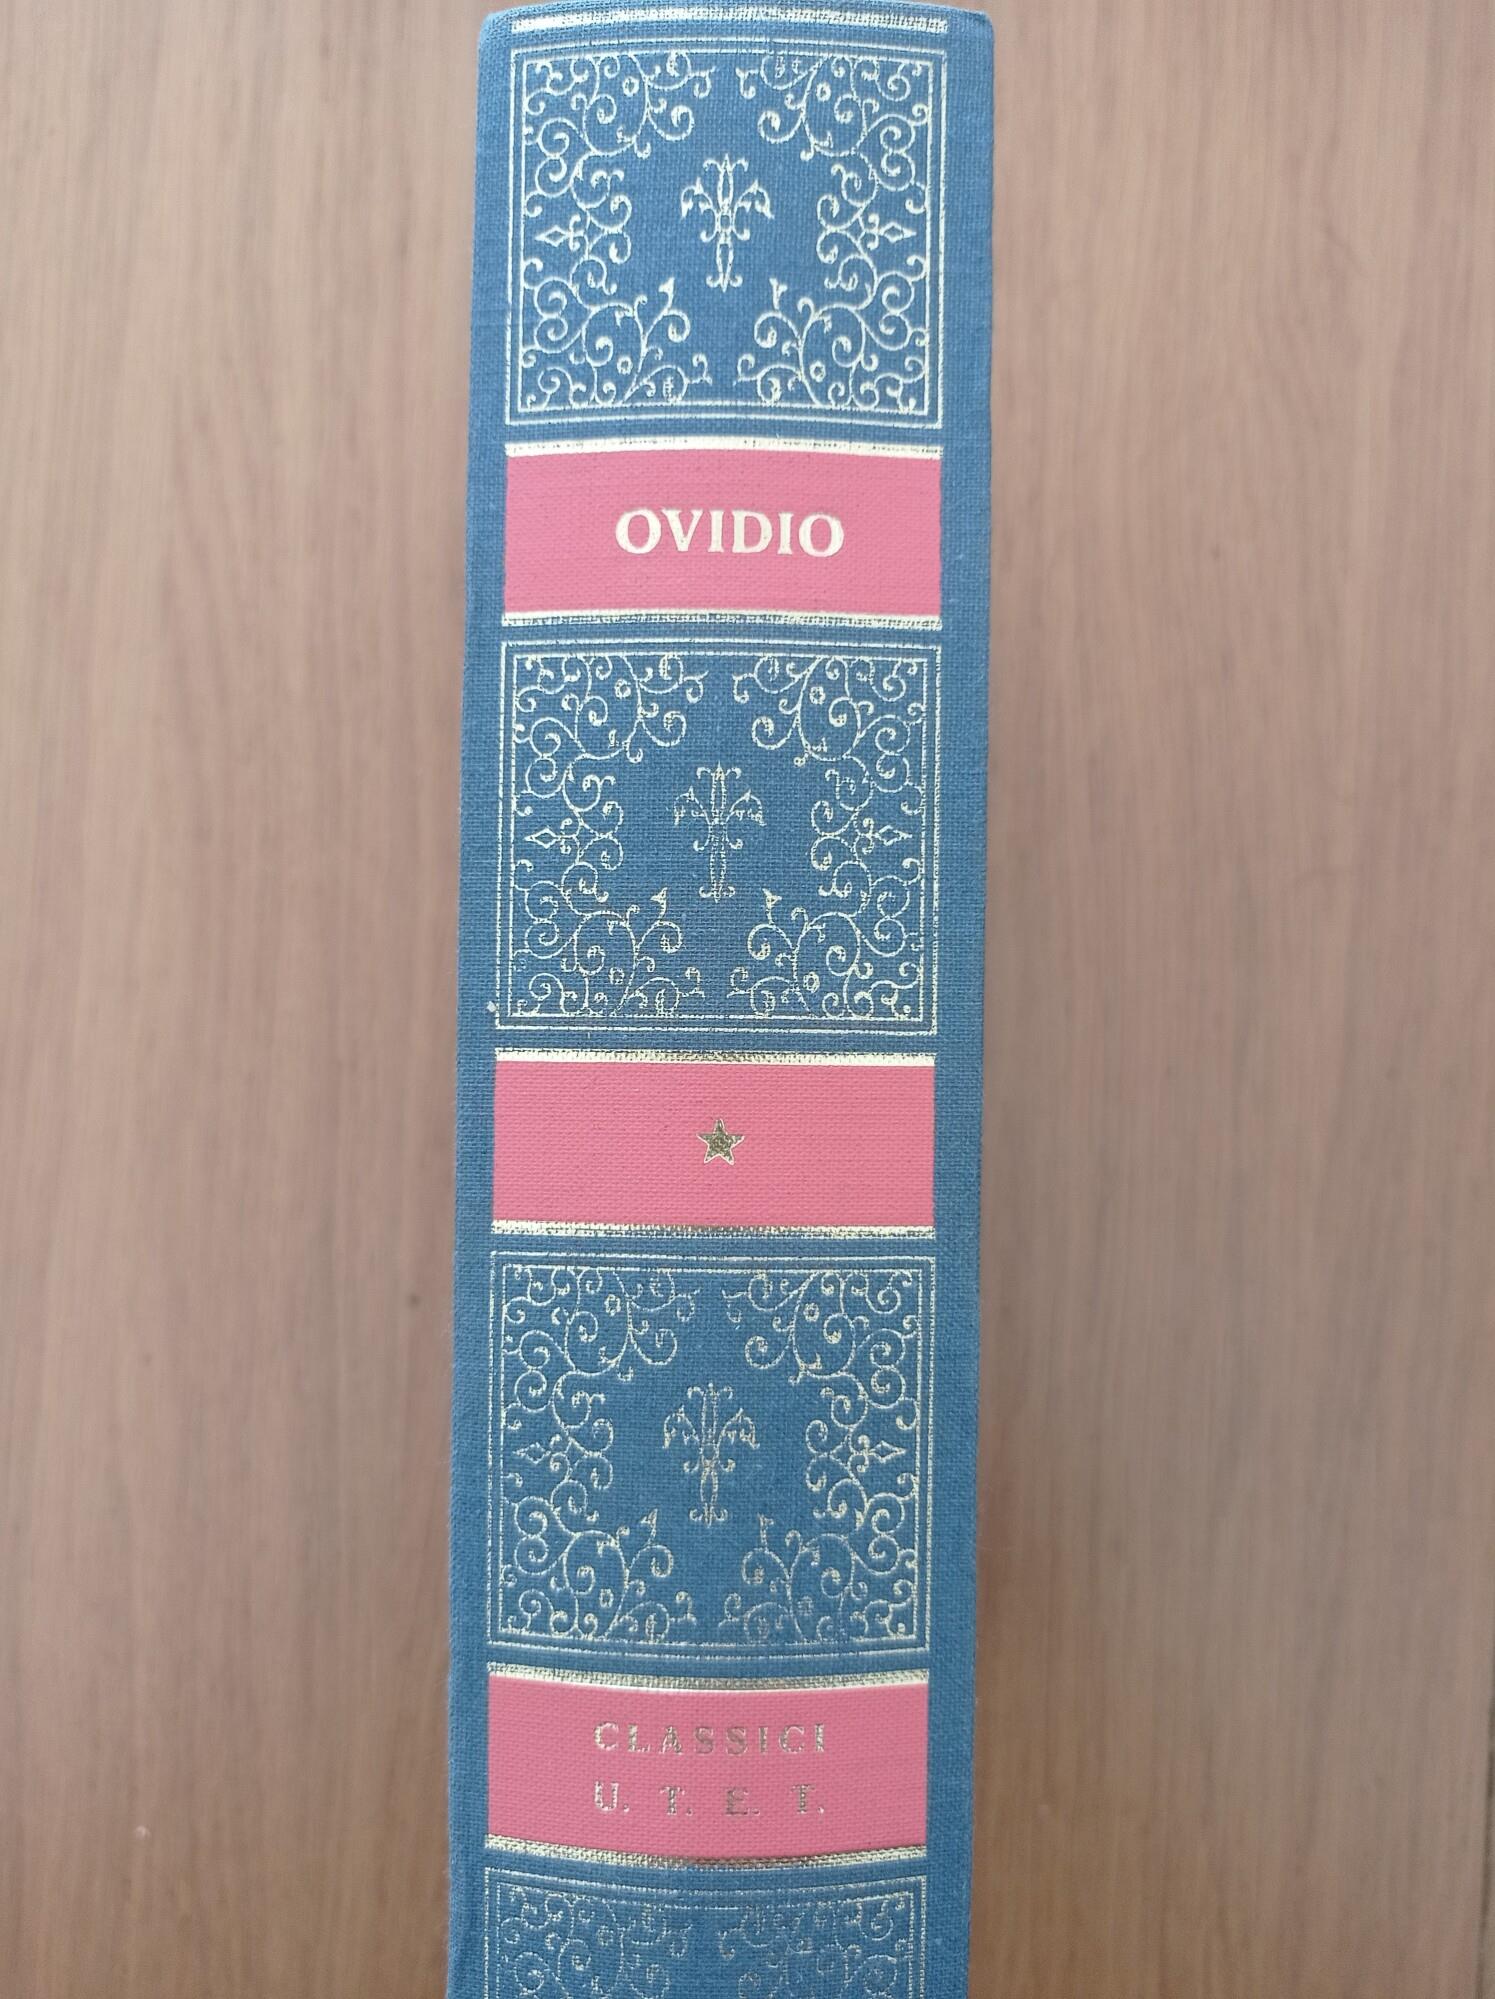 OVIDIO
CLASSICI
U. T. E. T.